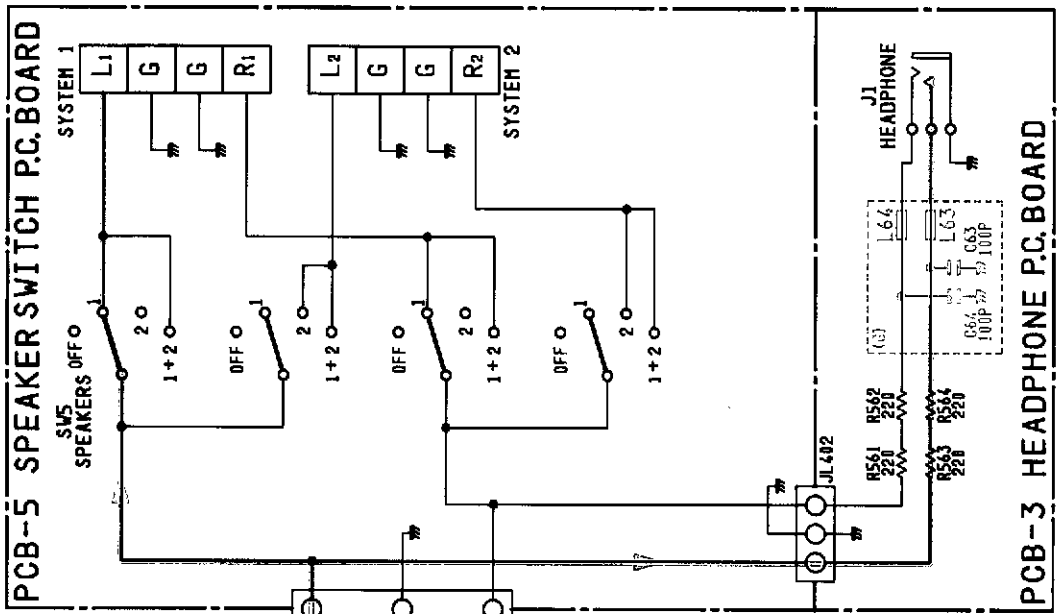 PCB-5 SPEAKER SWITCH P.C. BOARD
SYSTEM 1
L1
G
G
R1
L2
G
G
R2
SYSTEM 2
SW5
SPEAKERS
OFF
1
2
1+2
OFF
1
2
1+2
OFF
1
2
1+2
OFF
1
2
1+2
JL402
J1
HEADPHONE
L64
L63
C63
100P
C64
100P
(G)
R562
220
R564
220
R561
220
R563
220
PCB-3 HEADPHONE P.C. BOARD